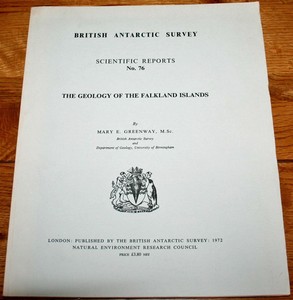 BRITISH ANTARCTIC SURVEY
SCIENTIFIC REPORTS
No. 76
THE GEOLOGY OF THE FALKLAND ISLANDS
By
MARY E. GREENWAY, M.Sc.
British Antarctic Survey
and
Department of Geology, University of Birmingham
LONDON: PUBLISHED BY THE BRITISH ANTARCTIC SURVEY: 1972
NATURAL ENVIRONMENT RESEARCH COUNCIL